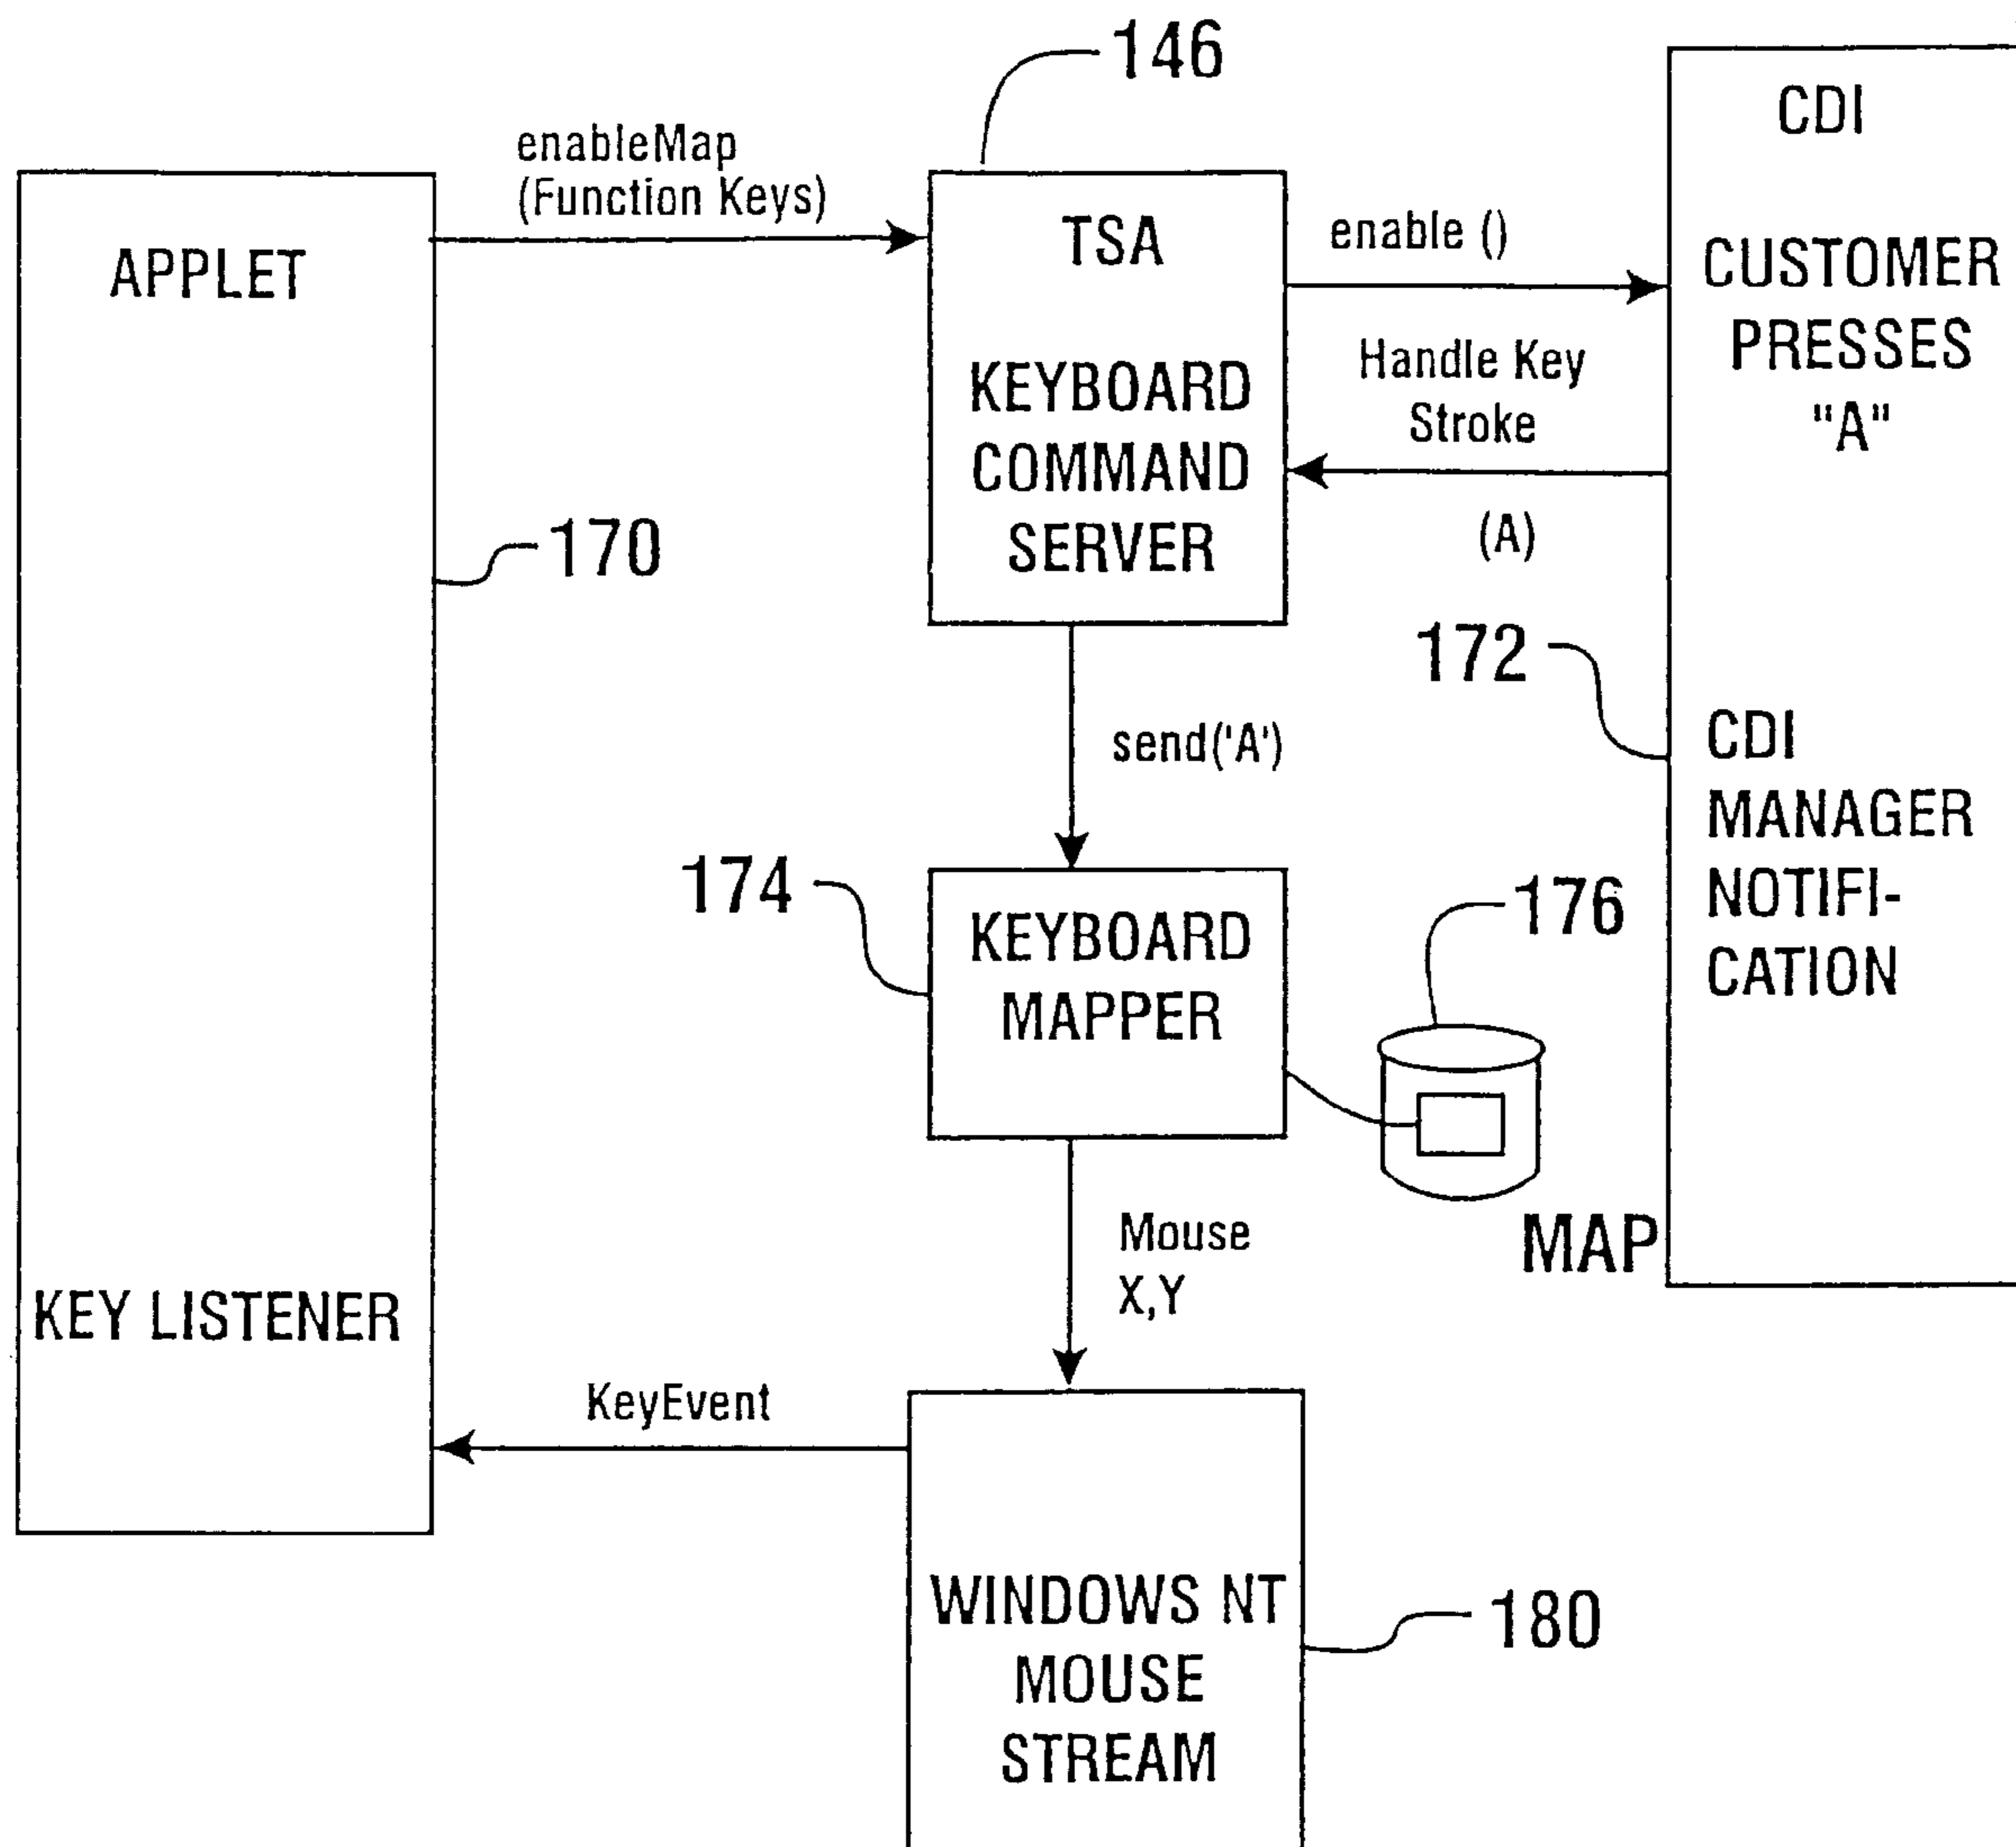 146
CDI
enableMap
(Function Keys)
APPLET
TSA
enable ()
CUSTOMER
PRESSES
"A"
KEYBOARD
COMMAND
SERVER
Handle Key
Stroke
(A)
170
172
send('A')
CDI
MANAGER
NOTIFI-
CATION
174
KEYBOARD
MAPPER
176
MAP
Mouse
X,Y
KEY LISTENER
KeyEvent
WINDOWS NT
MOUSE
STREAM
180